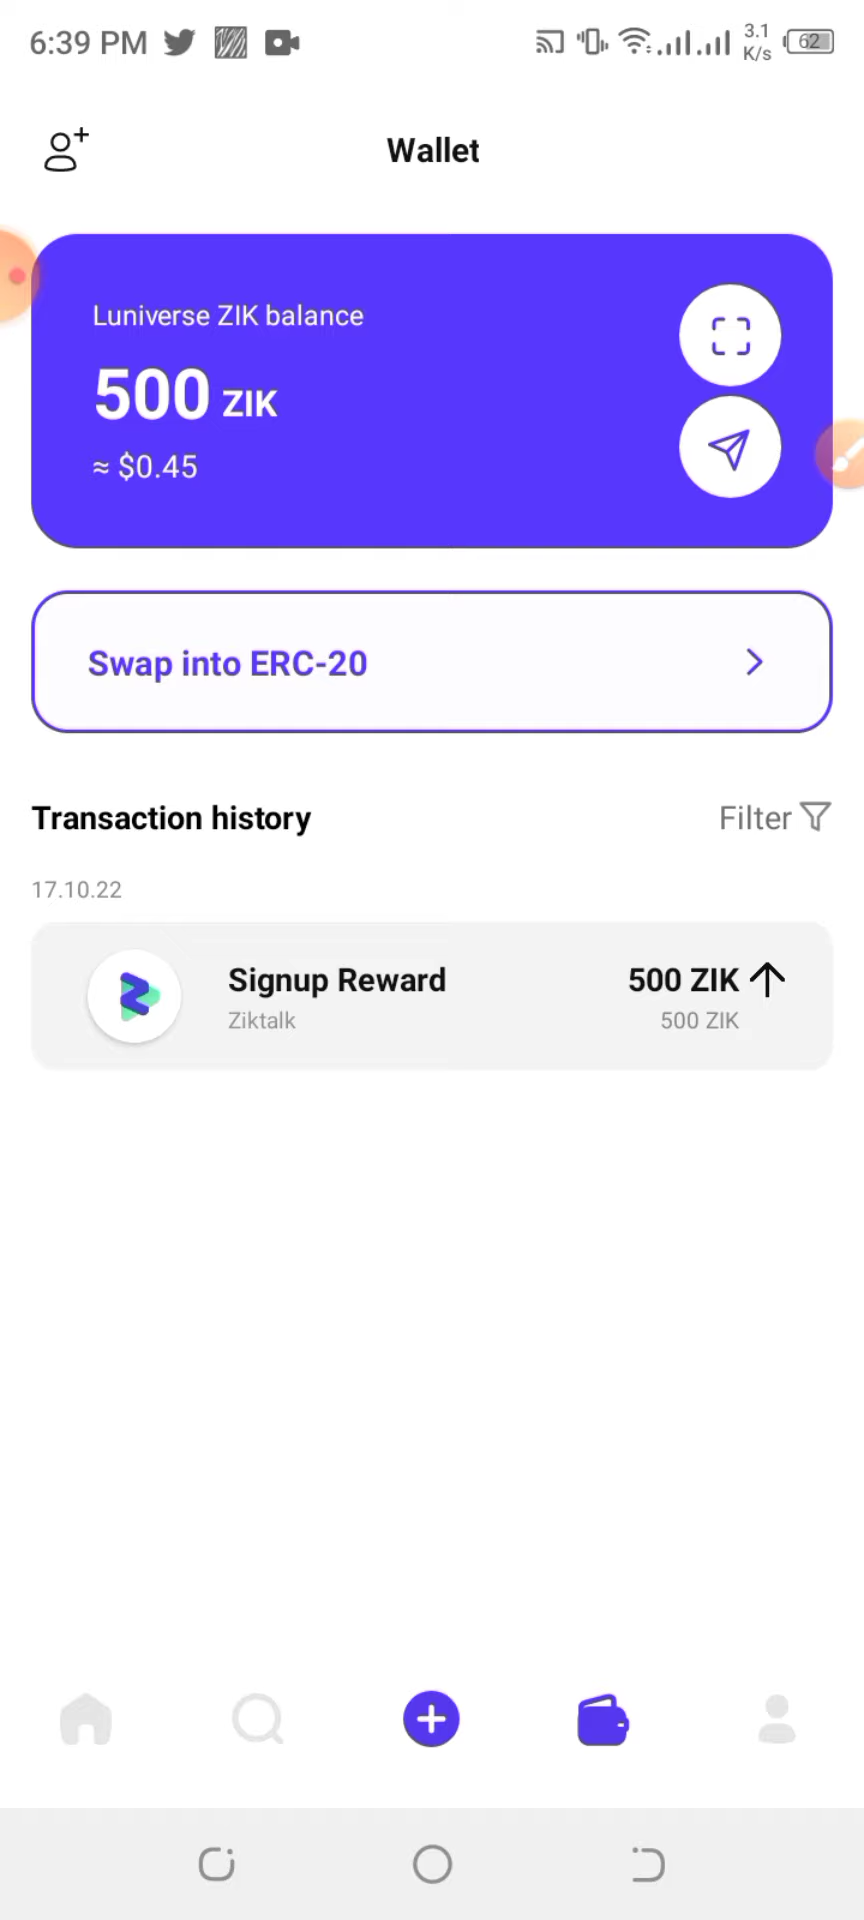 6:39 PM
3.1
K/s
62
Wallet
Luniverse ZIK balance
500 ZIK
≈ $0.45
Swap into ERC-20
Transaction history
Filter
17.10.22
Signup Reward
500 ZIK
Ziktalk
500 ZIK